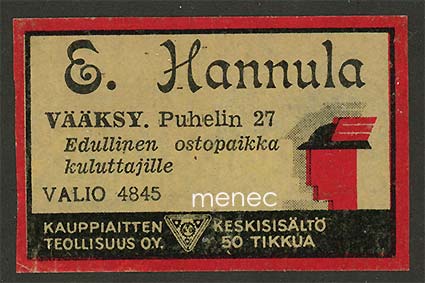 E. Hannula
VÄÄKSY. Puhelin 27
Edullinen ostopaikka
kuluttajille
VALIO 4845
menec
KAUPPIAITTEN KESKISISÄLTÖ
TEOLLISUUS OY. 50 TIKKUA